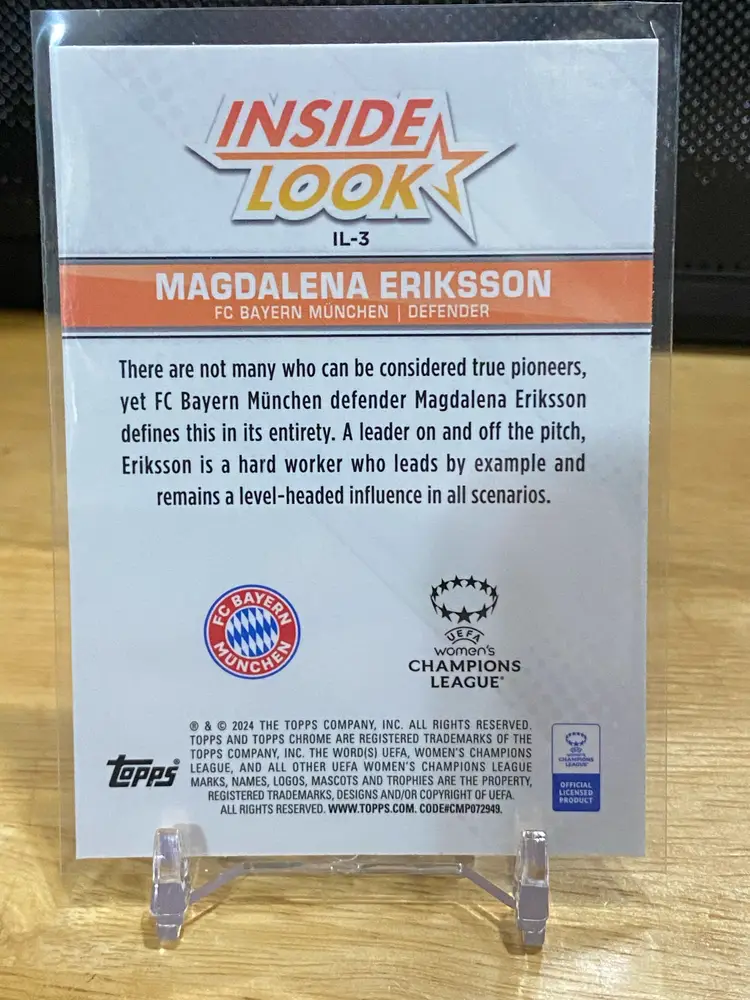 INSIDE
LOOK
IL-3
MAGDALENA ERIKSSON
FC BAYERN MÜNCHEN | DEFENDER
There are not many who can be considered true pioneers,
yet FC Bayern München defender Magdalena Eriksson
defines this in its entirety. A leader on and off the pitch,
Eriksson is a hard worker who leads by example and
remains a level-headed influence in all scenarios.
FC BAYERN
MÜNCHEN
UEFA
women's
CHAMPIONS
LEAGUE®
topps®
® & © 2024 THE TOPPS COMPANY, INC. ALL RIGHTS RESERVED.
TOPPS AND TOPPS CHROME ARE REGISTERED TRADEMARKS OF THE
TOPPS COMPANY, INC. THE WORD(S) UEFA, WOMEN'S CHAMPIONS
LEAGUE, AND ALL OTHER UEFA WOMEN'S CHAMPIONS LEAGUE
MARKS, NAMES, LOGOS, MASCOTS AND TROPHIES ARE THE PROPERTY,
REGISTERED TRADEMARKS, DESIGNS AND/OR COPYRIGHT OF UEFA.
ALL RIGHTS RESERVED. WWW.TOPPS.COM. CODE#CMP072949.
CHAMPIONS
LEAGUE
OFFICIAL
LICENSED
PRODUCT